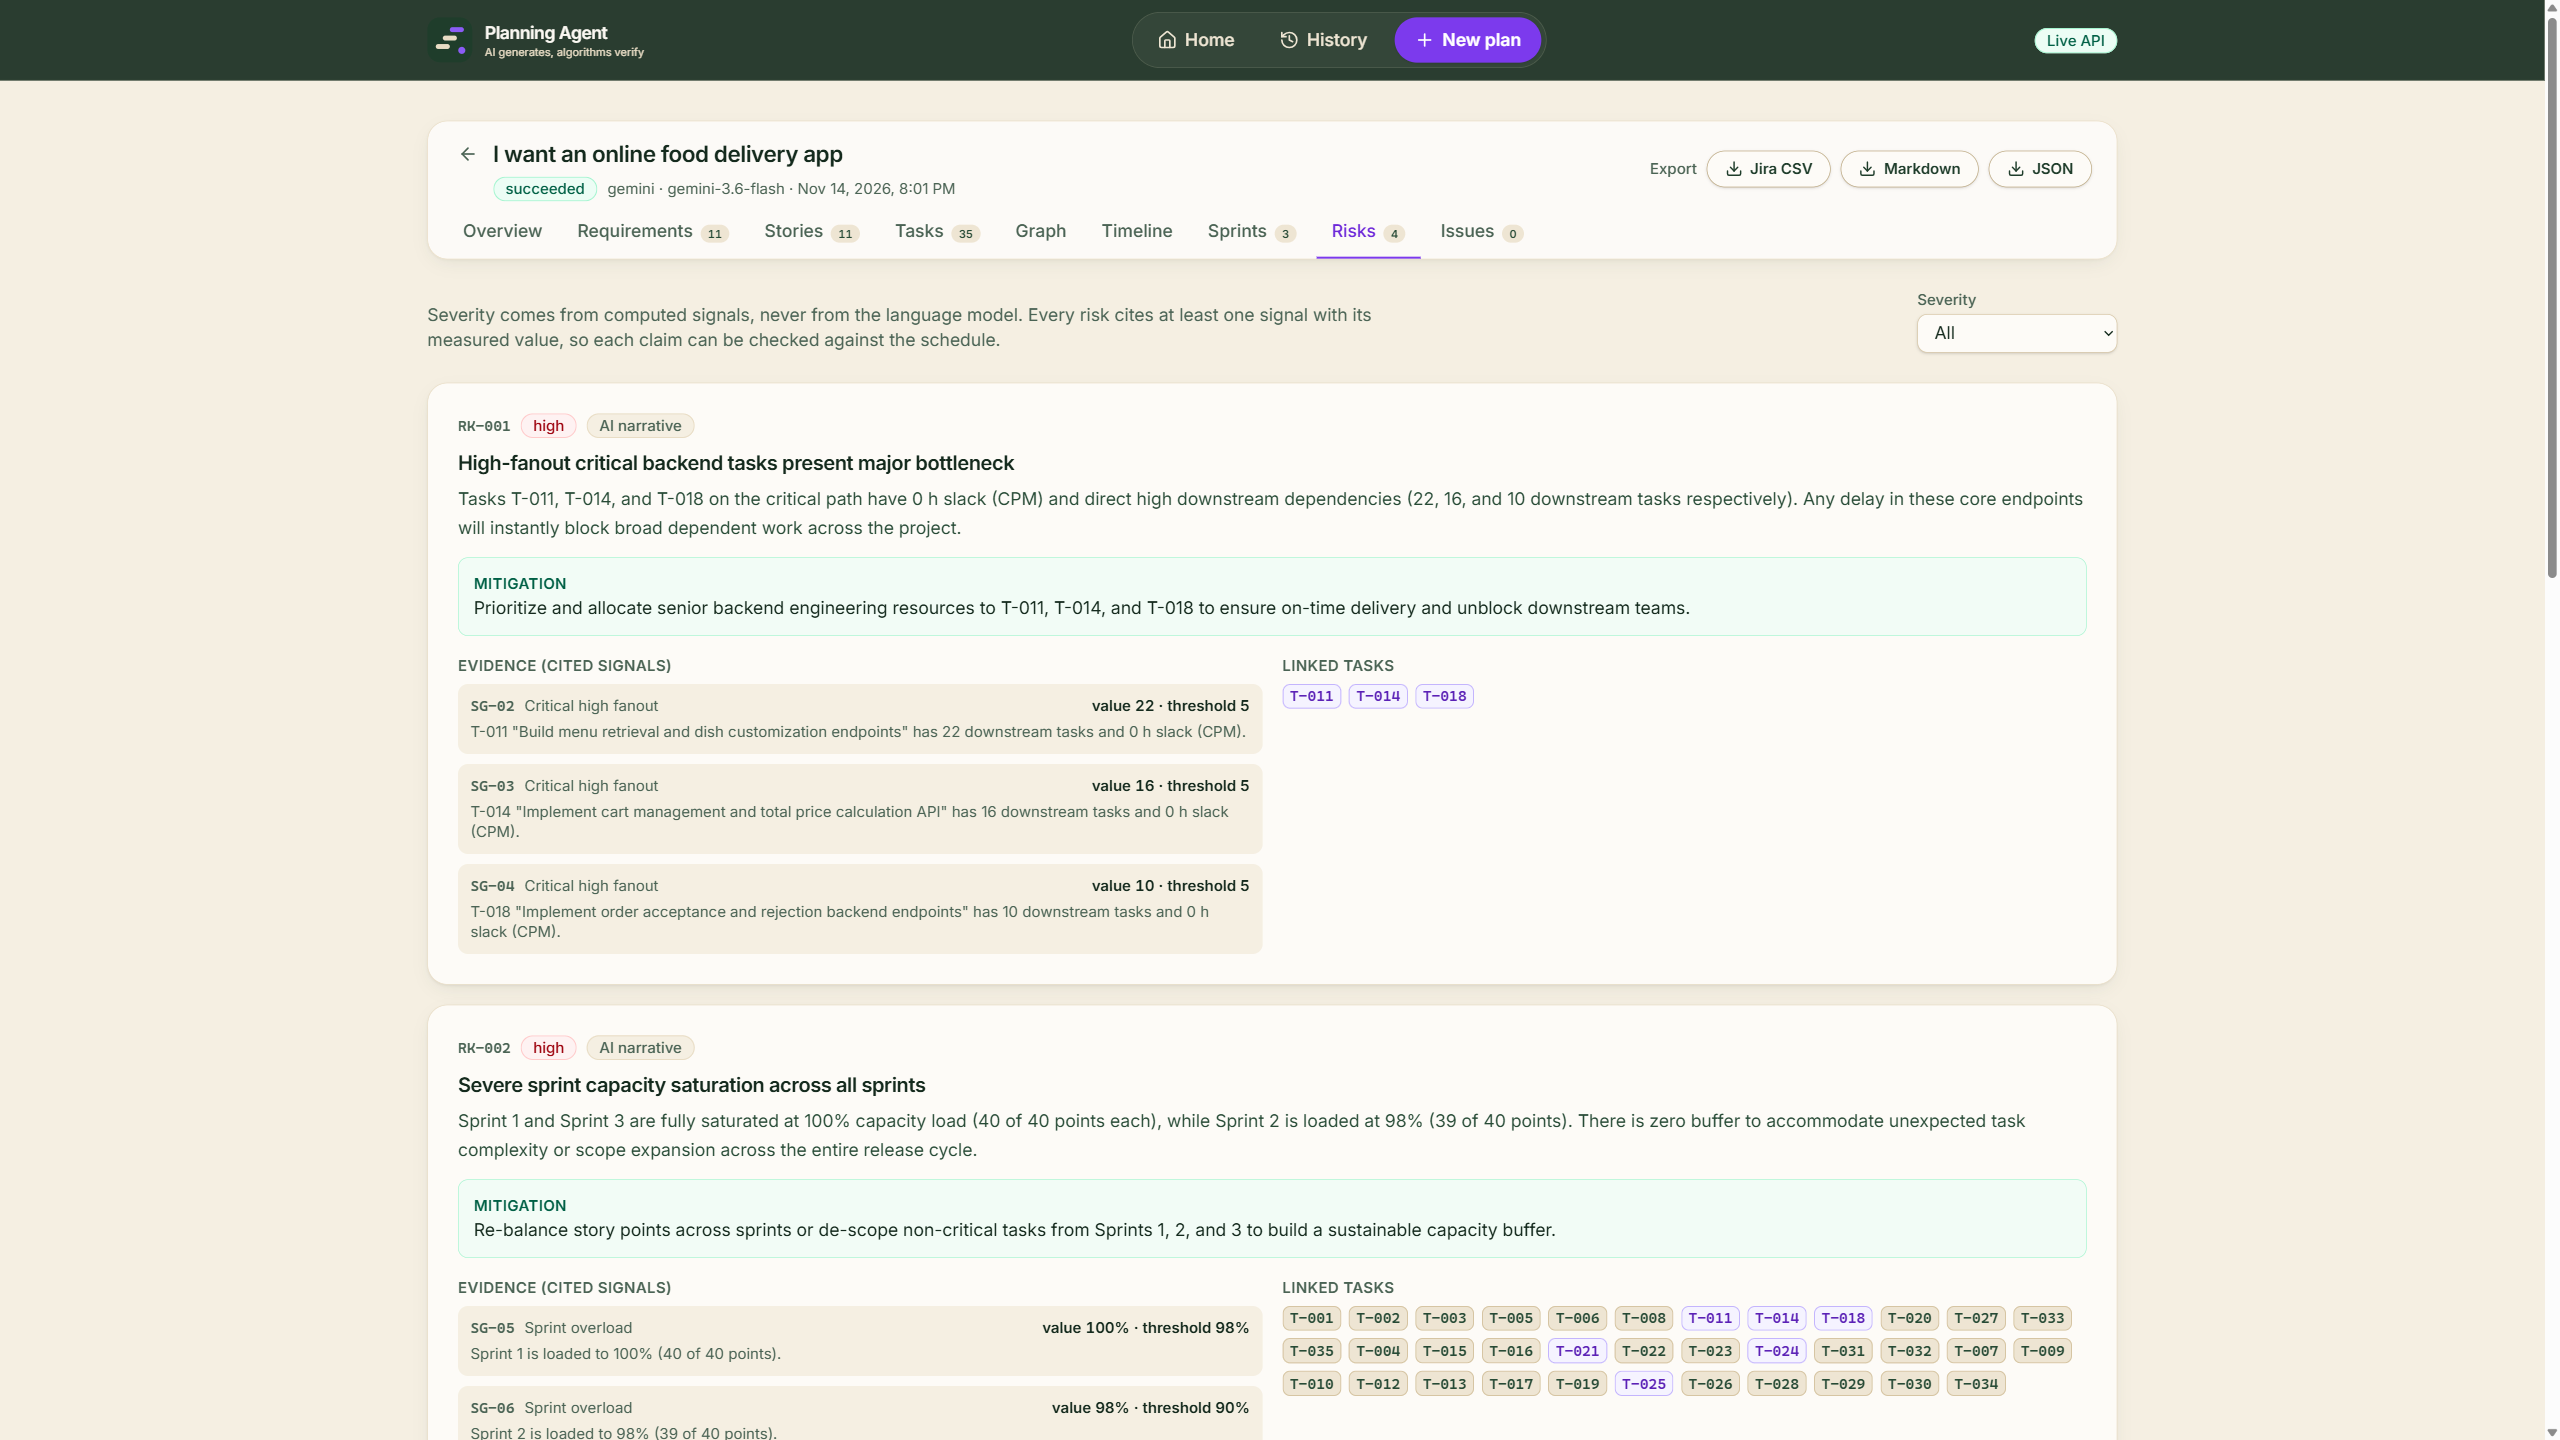 Planning Agent
AI generates, algorithms verify
Home
History
New plan
Live API
I want an online food delivery app
succeeded gemini · gemini-3.6-flash · Nov 14, 2026, 8:01 PM
Export
Jira CSV
Markdown
JSON
Overview
Requirements 11
Stories 11
Tasks 35
Graph
Timeline
Sprints 3
Risks 4
Issues 0
Severity comes from computed signals, never from the language model. Every risk cites at least one signal with its
measured value, so each claim can be checked against the schedule.
Severity
All
RK-001 high AI narrative
High-fanout critical backend tasks present major bottleneck
Tasks T-011, T-014, and T-018 on the critical path have 0 h slack (CPM) and direct high downstream dependencies (22, 16, and 10 downstream tasks respectively). Any delay in these core endpoints
will instantly block broad dependent work across the project.
MITIGATION
Prioritize and allocate senior backend engineering resources to T-011, T-014, and T-018 to ensure on-time delivery and unblock downstream teams.
EVIDENCE (CITED SIGNALS)
SG-02 Critical high fanout value 22 · threshold 5
T-011 "Build menu retrieval and dish customization endpoints" has 22 downstream tasks and 0 h slack (CPM).
SG-03 Critical high fanout value 16 · threshold 5
T-014 "Implement cart management and total price calculation API" has 16 downstream tasks and 0 h slack
(CPM).
SG-04 Critical high fanout value 10 · threshold 5
T-018 "Implement order acceptance and rejection backend endpoints" has 10 downstream tasks and 0 h
slack (CPM).
LINKED TASKS
T-011 T-014 T-018
RK-002 high AI narrative
Severe sprint capacity saturation across all sprints
Sprint 1 and Sprint 3 are fully saturated at 100% capacity load (40 of 40 points each), while Sprint 2 is loaded at 98% (39 of 40 points). There is zero buffer to accommodate unexpected task
complexity or scope expansion across the entire release cycle.
MITIGATION
Re-balance story points across sprints or de-scope non-critical tasks from Sprints 1, 2, and 3 to build a sustainable capacity buffer.
EVIDENCE (CITED SIGNALS)
SG-05 Sprint overload value 100% · threshold 98%
Sprint 1 is loaded to 100% (40 of 40 points).
SG-06 Sprint overload value 98% · threshold 90%
Sprint 2 is loaded to 98% (39 of 40 points).
LINKED TASKS
T-001 T-002 T-003 T-005 T-006 T-008 T-011 T-014 T-018 T-020 T-027 T-033
T-035 T-004 T-015 T-016 T-021 T-022 T-023 T-024 T-031 T-032 T-007 T-009
T-010 T-012 T-013 T-017 T-019 T-025 T-026 T-028 T-029 T-030 T-034